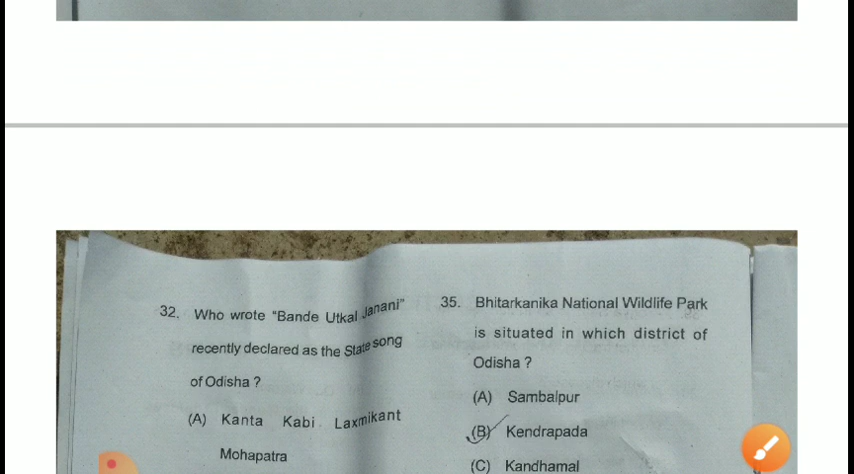 32. Who wrote "Bande Utkal Janani"
recently declared as the State song
of Odisha ?
(A) Kanta Kabi Laxmikant
Mohapatra
35. Bhitarkanika National Wildlife Park
is situated in which district of
Odisha ?
(A) Sambalpur
(B) Kendrapada
(C) Kandhamal